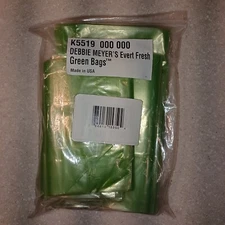 K5519 000 000
DEBBIE MEYER'S Evert Fresh
Green Bags™
Made in USA